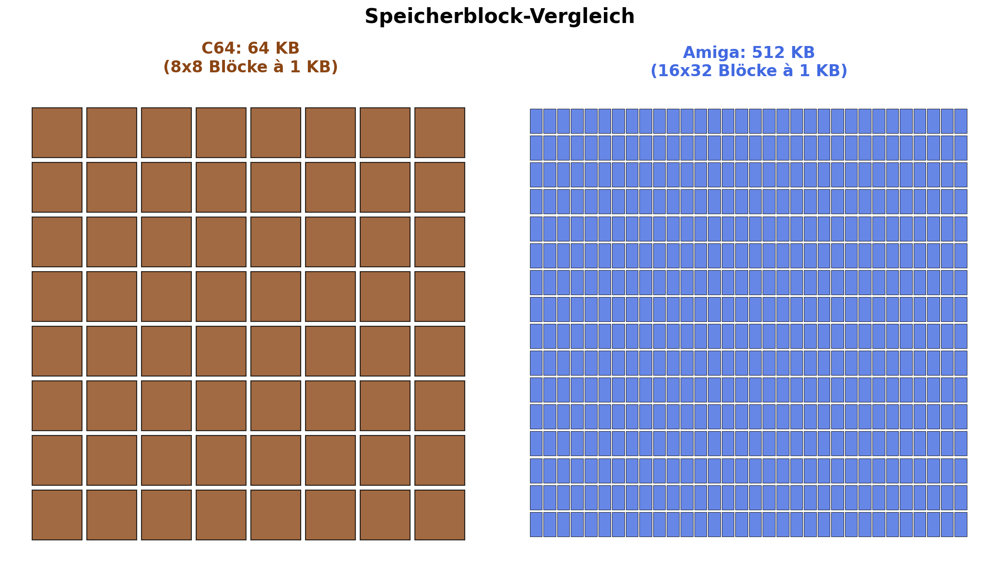 Speicherblock-Vergleich
C64: 64 KB
(8x8 Blöcke à 1 KB)
Amiga: 512 KB
(16x32 Blöcke à 1 KB)